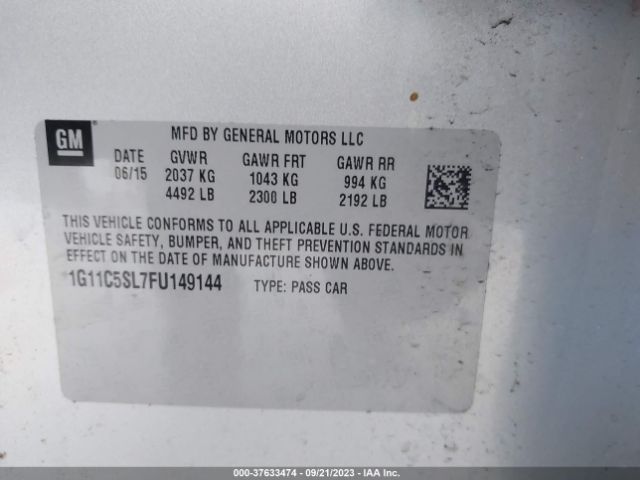 GM
MFD BY GENERAL MOTORS LLC
DATE GVWR GAWR FRT GAWR RR
06/15 2037 KG 1043 KG 994 KG
4492 LB 2300 LB 2192 LB
THIS VEHICLE CONFORMS TO ALL APPLICABLE U.S. FEDERAL MOTOR
VEHICLE SAFETY, BUMPER, AND THEFT PREVENTION STANDARDS IN
EFFECT ON THE DATE OF MANUFACTURE SHOWN ABOVE.
1G11C5SL7FU149144 TYPE: PASS CAR
000-37633474 - 09/21/2023 - IAA Inc.